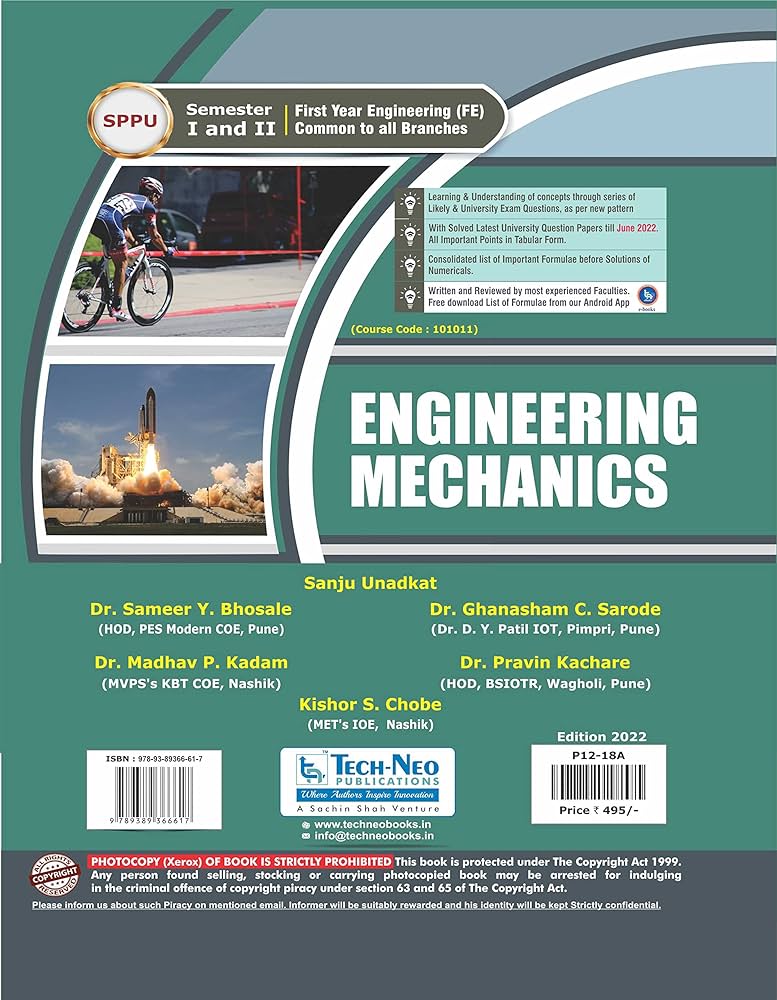 SPPU
Semester
I and II
First Year Engineering (FE)
Common to all Branches
Learning & Understanding of concepts through series of
Likely & University Exam Questions, as per new pattern
With Solved Latest University Question Papers till June 2022.
All Important Points in Tabular Form.
Consolidated list of Important Formulae before Solutions of
Numericals.
Written and Reviewed by most experienced Faculties.
Free download List of Formulae from our Android App
e-books
(Course Code : 101011)
ENGINEERING
MECHANICS
Sanju Unadkat
Dr. Sameer Y. Bhosale
(HOD, PES Modern COE, Pune)
Dr. Ghanasham C. Sarode
(Dr. D. Y. Patil IOT, Pimpri, Pune)
Dr. Madhav P. Kadam
(MVPS's KBT COE, Nashik)
Dr. Pravin Kachare
(HOD, BSIOTR, Wagholi, Pune)
Kishor S. Chobe
(MET's IOE, Nashik)
Edition 2022
ISBN : 978-93-89366-61-7
9 789389 366617
TECH-NEO
TM
PUBLICATIONS
Where Authors Inspire Innovation
A Sachin Shah Venture
www.techneobooks.in
info@techneobooks.in
P12-18A
Price ₹ 495/-
ALL RIGHTS
COPYRIGHT
RESERVED
PHOTOCOPY (Xerox) OF BOOK IS STRICTLY PROHIBITED This book is protected under The Copyright Act 1999.
Any person found selling, stocking or carrying photocopied book may be arrested for indulging
in the criminal offence of copyright piracy under section 63 and 65 of The Copyright Act.
Please inform us about such Piracy on mentioned email. Informer will be suitably rewarded and his identity will be kept Strictly confidential.